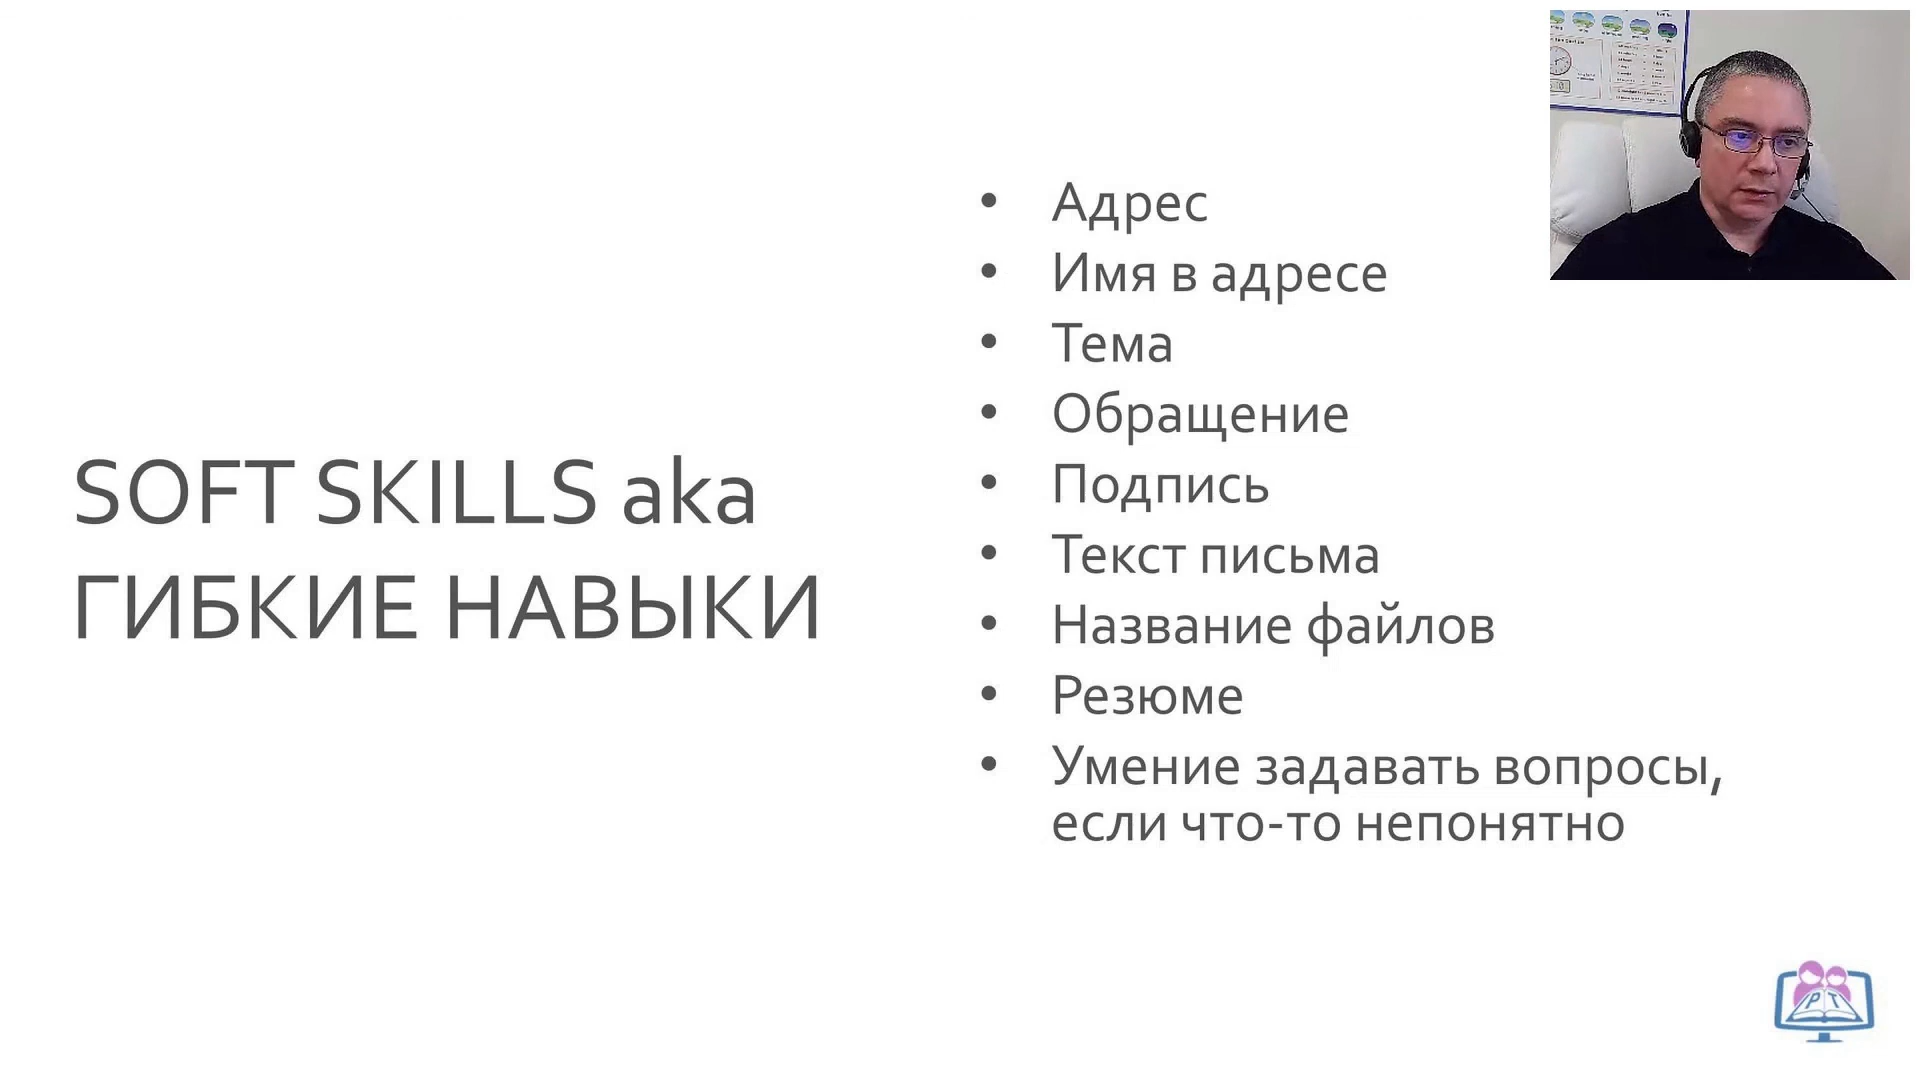 SOFT SKILLS aka
ГИБКИЕ НАВЫКИ
• Адрес
• Имя в адресе
• Тема
• Обращение
• Подпись
• Текст письма
• Название файлов
• Резюме
• Умение задавать вопросы,
если что-то непонятно
P T